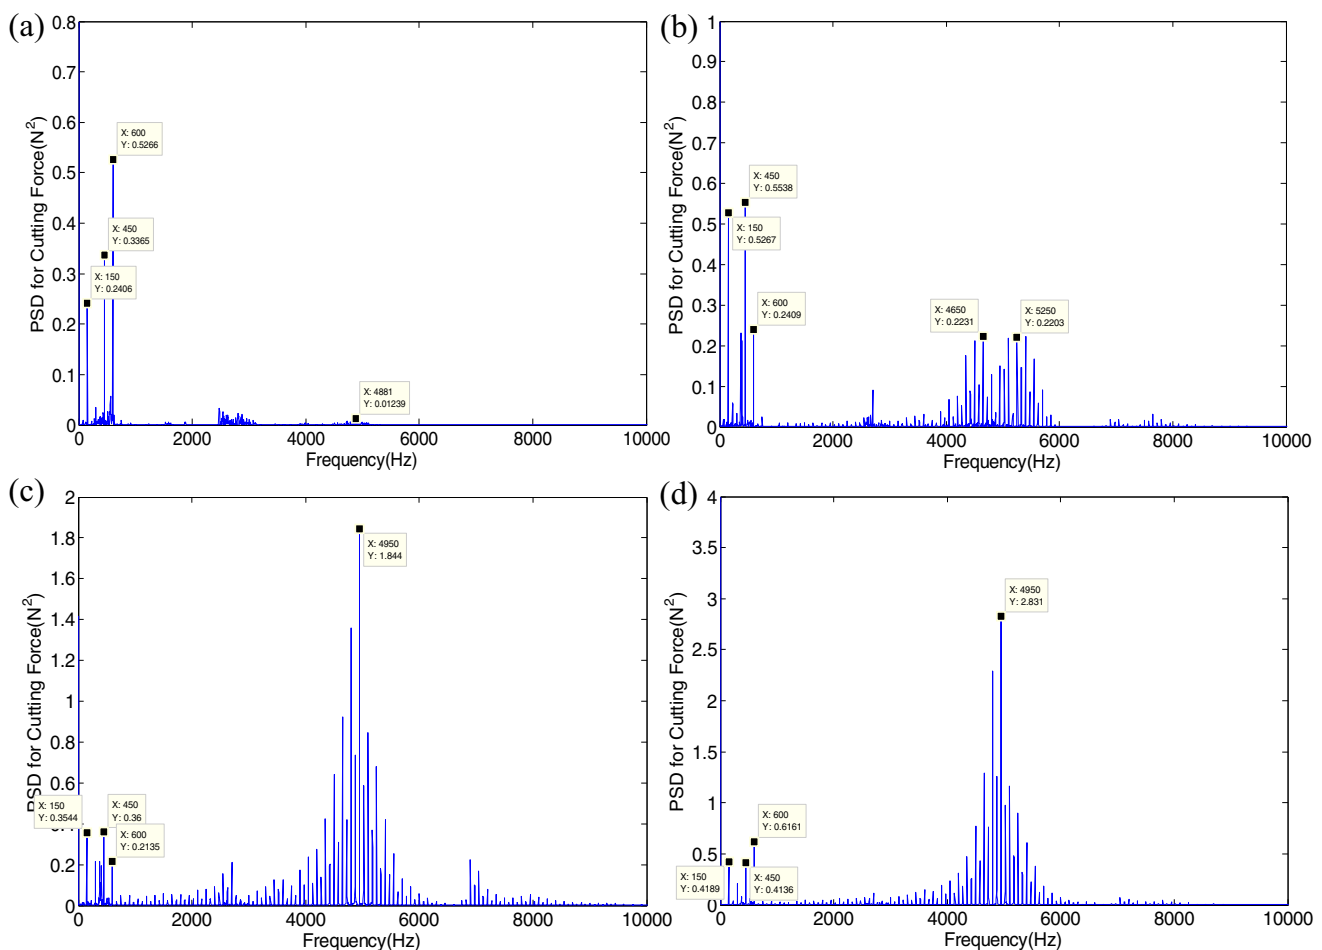 (a)
0.8
0.7
0.6
0.5
0.4
0.3
0.2
0.1
0
PSD for Cutting Force(N²)
X: 600
Y: 0.5266
X: 450
Y: 0.3365
X: 150
Y: 0.2406
X: 4881
Y: 0.01239
0 2000 4000 6000 8000 10000
Frequency(Hz)
(b)
1
0.9
0.8
0.7
0.6
0.5
0.4
0.3
0.2
0.1
0
PSD for Cutting Force(N²)
X: 450
Y: 0.5538
X: 150
Y: 0.5267
X: 600
Y: 0.2409
X: 4650
Y: 0.2231
X: 5250
Y: 0.2203
0 2000 4000 6000 8000 10000
Frequency(Hz)
(c)
2
1.8
1.6
1.4
1.2
1
0.8
0.6
0.2
0
PSD for Cutting Force(N²)
X: 4950
Y: 1.844
X: 150
Y: 0.3544
X: 450
Y: 0.36
X: 600
Y: 0.2135
0 2000 4000 6000 8000 10000
Frequency(Hz)
(d)
4
3.5
3
2.5
2
1.5
1
0.5
0
PSD for Cutting Force(N²)
X: 4950
Y: 2.831
X: 600
Y: 0.6161
X: 150
Y: 0.4189
X: 450
Y: 0.4136
0 2000 4000 6000 8000 10000
Frequency(Hz)